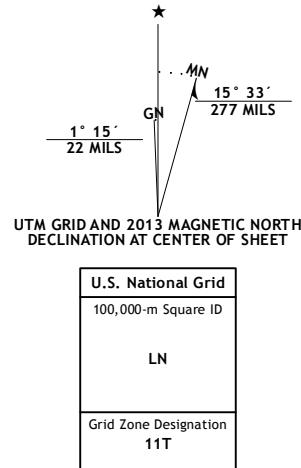 ★
MN
GN
15° 33´
277 MILS
1° 15´
22 MILS
UTM GRID AND 2013 MAGNETIC NORTH
DECLINATION AT CENTER OF SHEET
U.S. National Grid
100,000-m Square ID
LN
Grid Zone Designation
11T